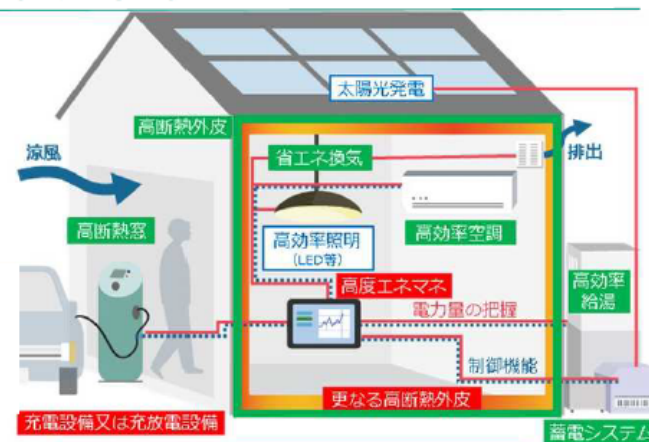 太陽光発電
高断熱外皮
涼風
省エネ換気
排出
高断熱窓
高効率照明
(LED等)
高効率空調
高度エネマネ
高効率
給湯
電力量の把握
制御機能
更なる高断熱外皮
充電設備又は充放電設備
蓄電システム